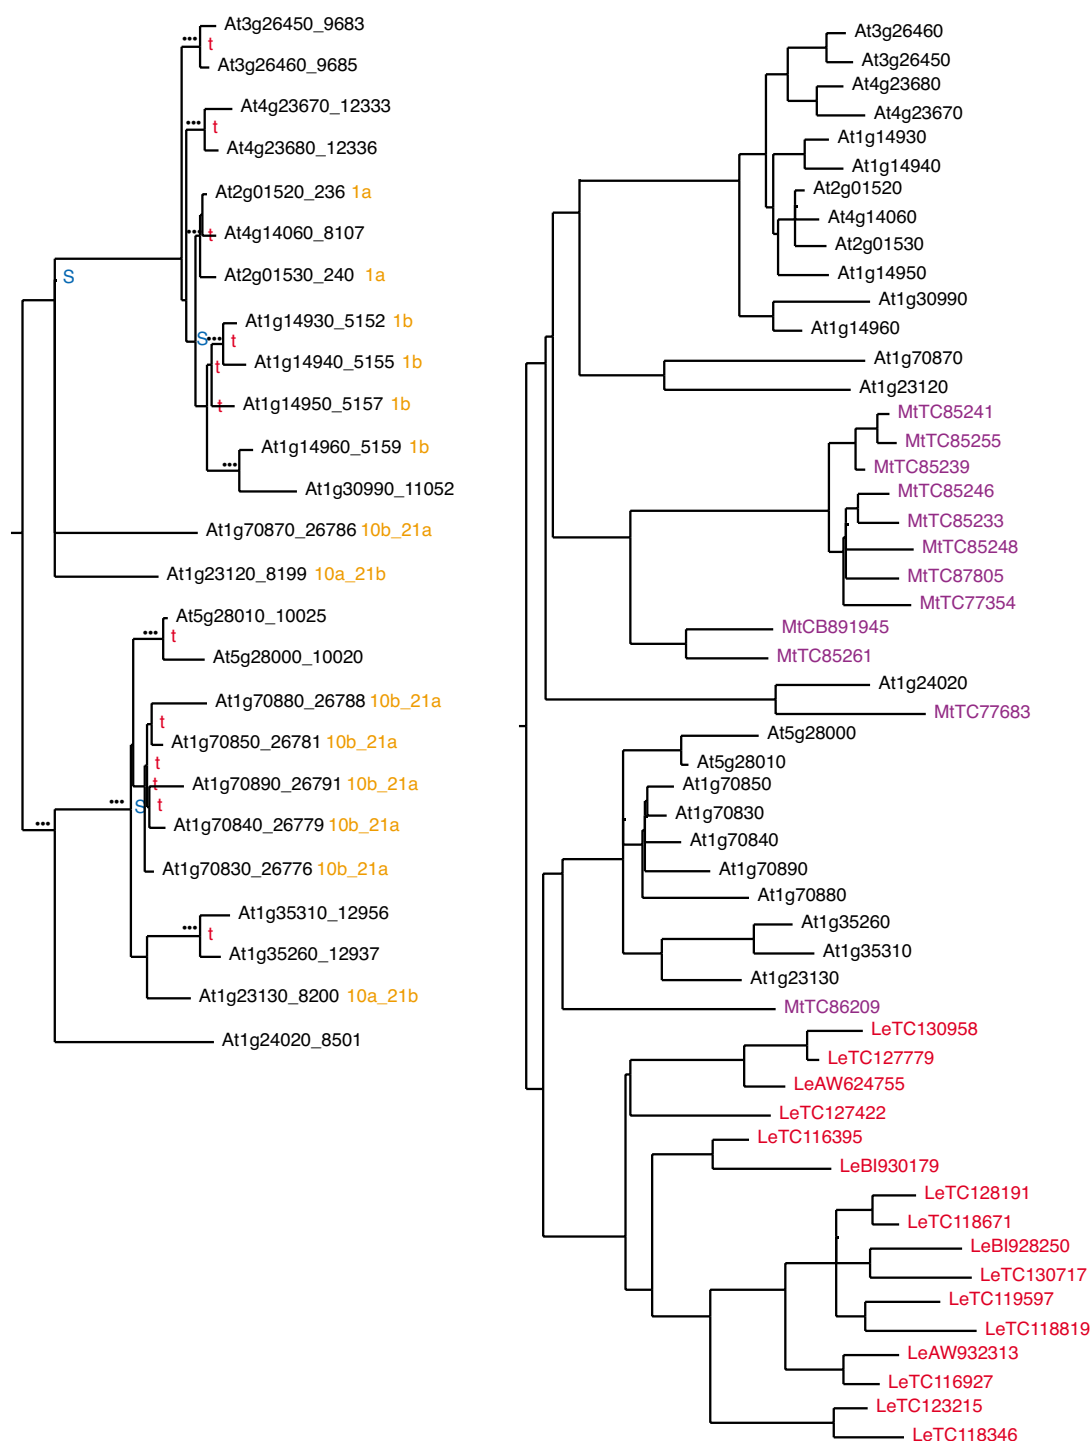 At3g26450_9683
t
At3g26460_9685
At4g23670_12333
t
At4g23680_12336
At2g01520_236 1a
At4g14060_8107
t
At2g01530_240 1a
S
At1g14930_5152 1b
S
t
At1g14940_5155 1b
t
At1g14950_5157 1b
t
At1g14960_5159 1b
At1g30990_11052
At1g70870_26786 10b_21a
At1g23120_8199 10a_21b
At5g28010_10025
t
At5g28000_10020
At1g70880_26788 10b_21a
t
At1g70850_26781 10b_21a
t
At1g70890_26791 10b_21a
t
S
t
At1g70840_26779 10b_21a
At1g70830_26776 10b_21a
At1g35310_12956
t
At1g35260_12937
At1g23130_8200 10a_21b
At1g24020_8501
At3g26460
At3g26450
At4g23680
At4g23670
At1g14930
At1g14940
At2g01520
At4g14060
At2g01530
At1g14950
At1g30990
At1g14960
At1g70870
At1g23120
MtTC85241
MtTC85255
MtTC85239
MtTC85246
MtTC85233
MtTC85248
MtTC87805
MtTC77354
MtCB891945
MtTC85261
At1g24020
MtTC77683
At5g28000
At5g28010
At1g70850
At1g70830
At1g70840
At1g70890
At1g70880
At1g35260
At1g35310
At1g23130
MtTC86209
LeTC130958
LeTC127779
LeAW624755
LeTC127422
LeTC116395
LeBI930179
LeTC128191
LeTC118671
LeBI928250
LeTC130717
LeTC119597
LeTC118819
LeAW932313
LeTC116927
LeTC123215
LeTC118346